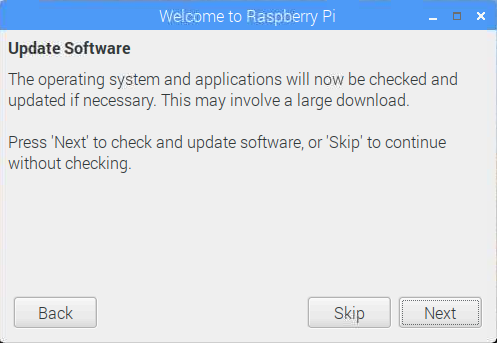 Welcome to Raspberry Pi
Update Software
The operating system and applications will now be checked and
updated if necessary. This may involve a large download.
Press 'Next' to check and update software, or 'Skip' to continue
without checking.
Back
Skip
Next